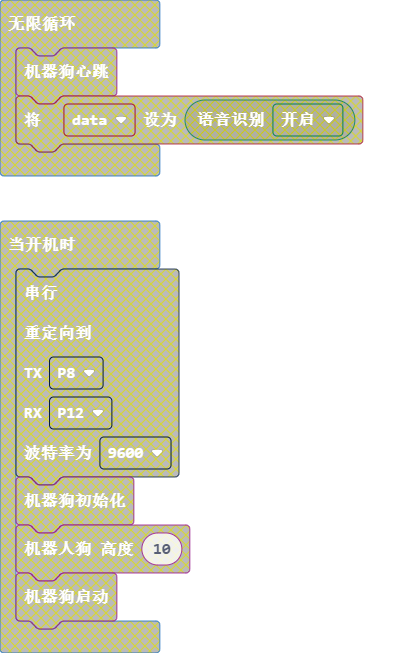 无限循环
机器狗心跳
将 data 设为 语音识别 开启
当开机时
串行
重定向到
TX P8
RX P12
波特率为 9600
机器狗初始化
机器人狗 高度 10
机器狗启动